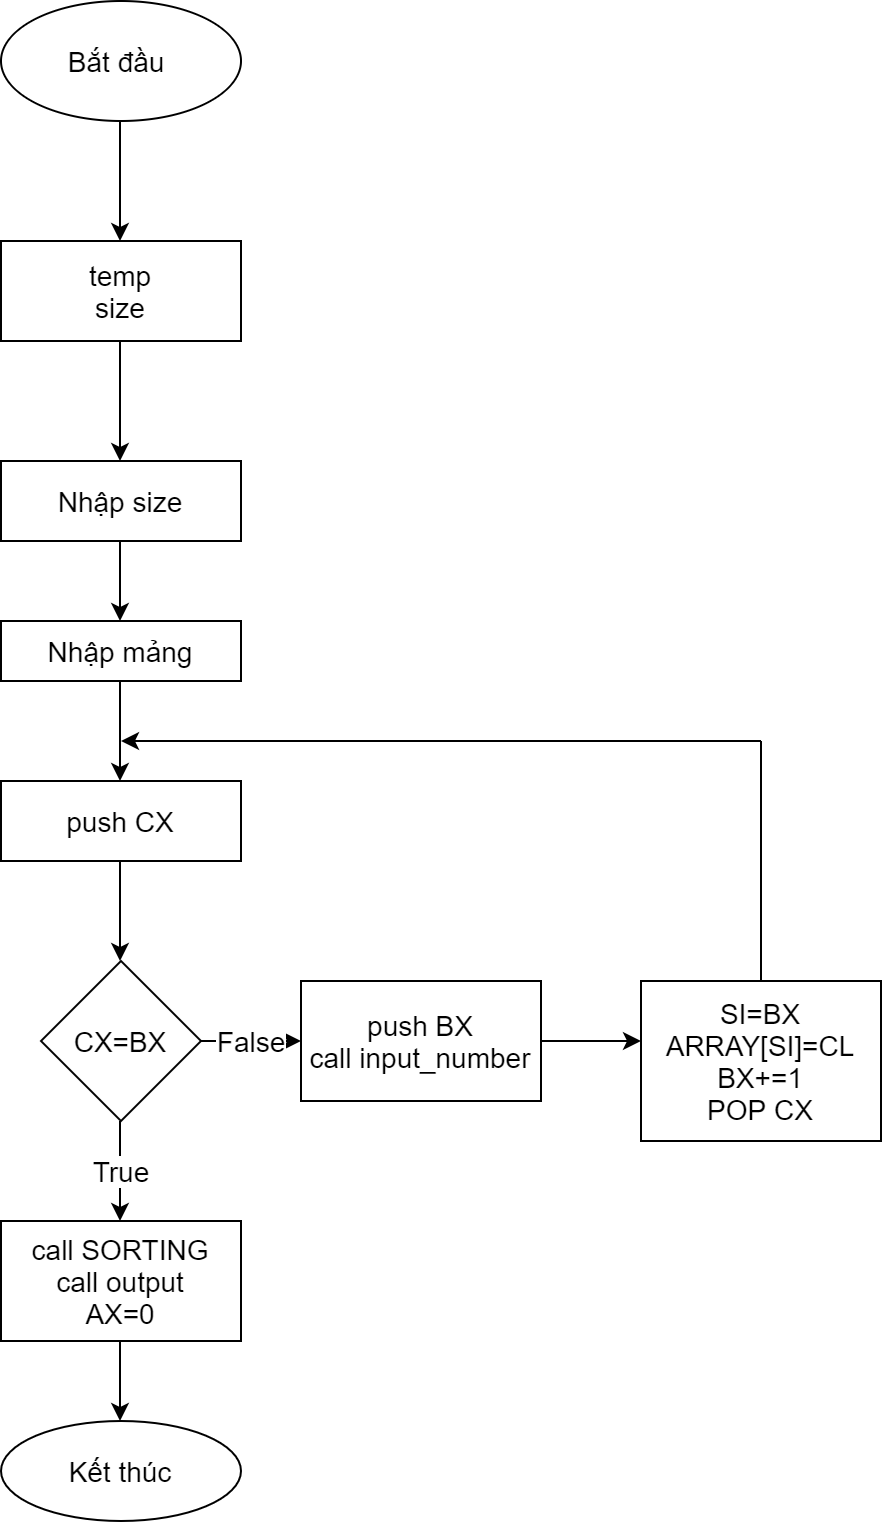 Bắt đầu
temp
size
Nhập size
Nhập mảng
push CX
CX=BX
False
push BX
call input_number
SI=BX
ARRAY[SI]=CL
BX+=1
POP CX
True
call SORTING
call output
AX=0
Kết thúc